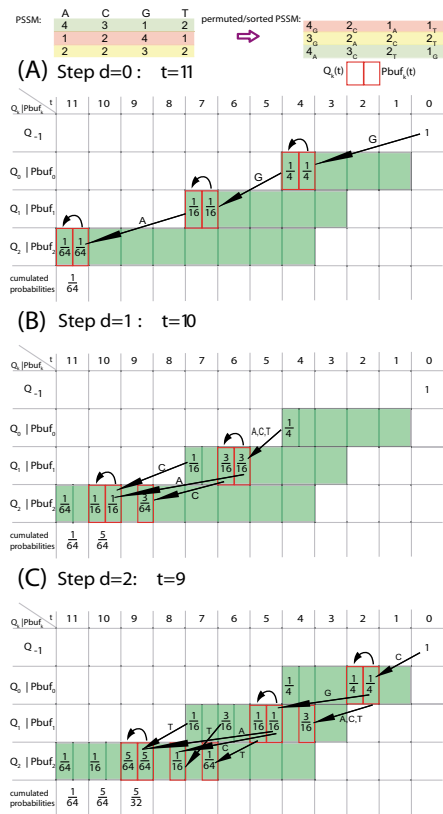 PSSM:
A C G T
4 3 1 2
1 2 4 1
2 2 3 2
permuted/sorted PSSM:
4G 2C 1A 1T
3G 2A 2C 2T
4A 3C 2T 1G
Qk(t) Pbufk(t)
(A) Step d=0 : t=11
Qk|Pbufk t 11 10 9 8 7 6 5 4 3 2 1 0
Q-1 1
G
Q0 | Pbuf0 1/4 1/4
G
Q1 | Pbuf1 1/16 1/16
A
Q2 | Pbuf2 1/64 1/64
cumulated
probabilities 1/64
(B) Step d=1 : t=10
Qk|Pbufk t 11 10 9 8 7 6 5 4 3 2 1 0
Q-1 1
Q0 | Pbuf0 1/4
A,C,T
Q1 | Pbuf1 1/16 3/16 3/16
C A C
Q2 | Pbuf2 1/64 1/16 1/16 3/64
cumulated
probabilities 1/64 5/64
(C) Step d=2 : t=9
Qk|Pbufk t 11 10 9 8 7 6 5 4 3 2 1 0
Q-1 1
C
Q0 | Pbuf0 1/4 1/4 1/4
G A,C,T
Q1 | Pbuf1 1/16 3/16 1/16 1/16 3/16
T T A C T
Q2 | Pbuf2 1/64 1/16 5/64 5/64 1/16 1/64
cumulated
probabilities 1/64 5/64 5/32